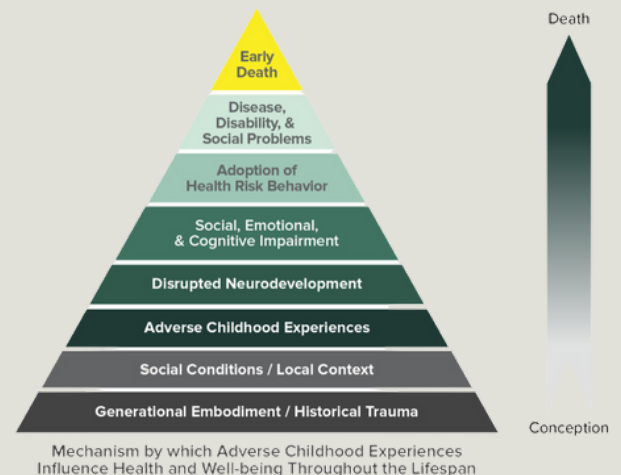 Death
Early
Death
Disease,
Disability, &
Social Problems
Adoption of
Health Risk Behavior
Social, Emotional,
& Cognitive Impairment
Disrupted Neurodevelopment
Adverse Childhood Experiences
Social Conditions / Local Context
Generational Embodiment / Historical Trauma
Conception
Mechanism by which Adverse Childhood Experiences
Influence Health and Well-being Throughout the Lifespan